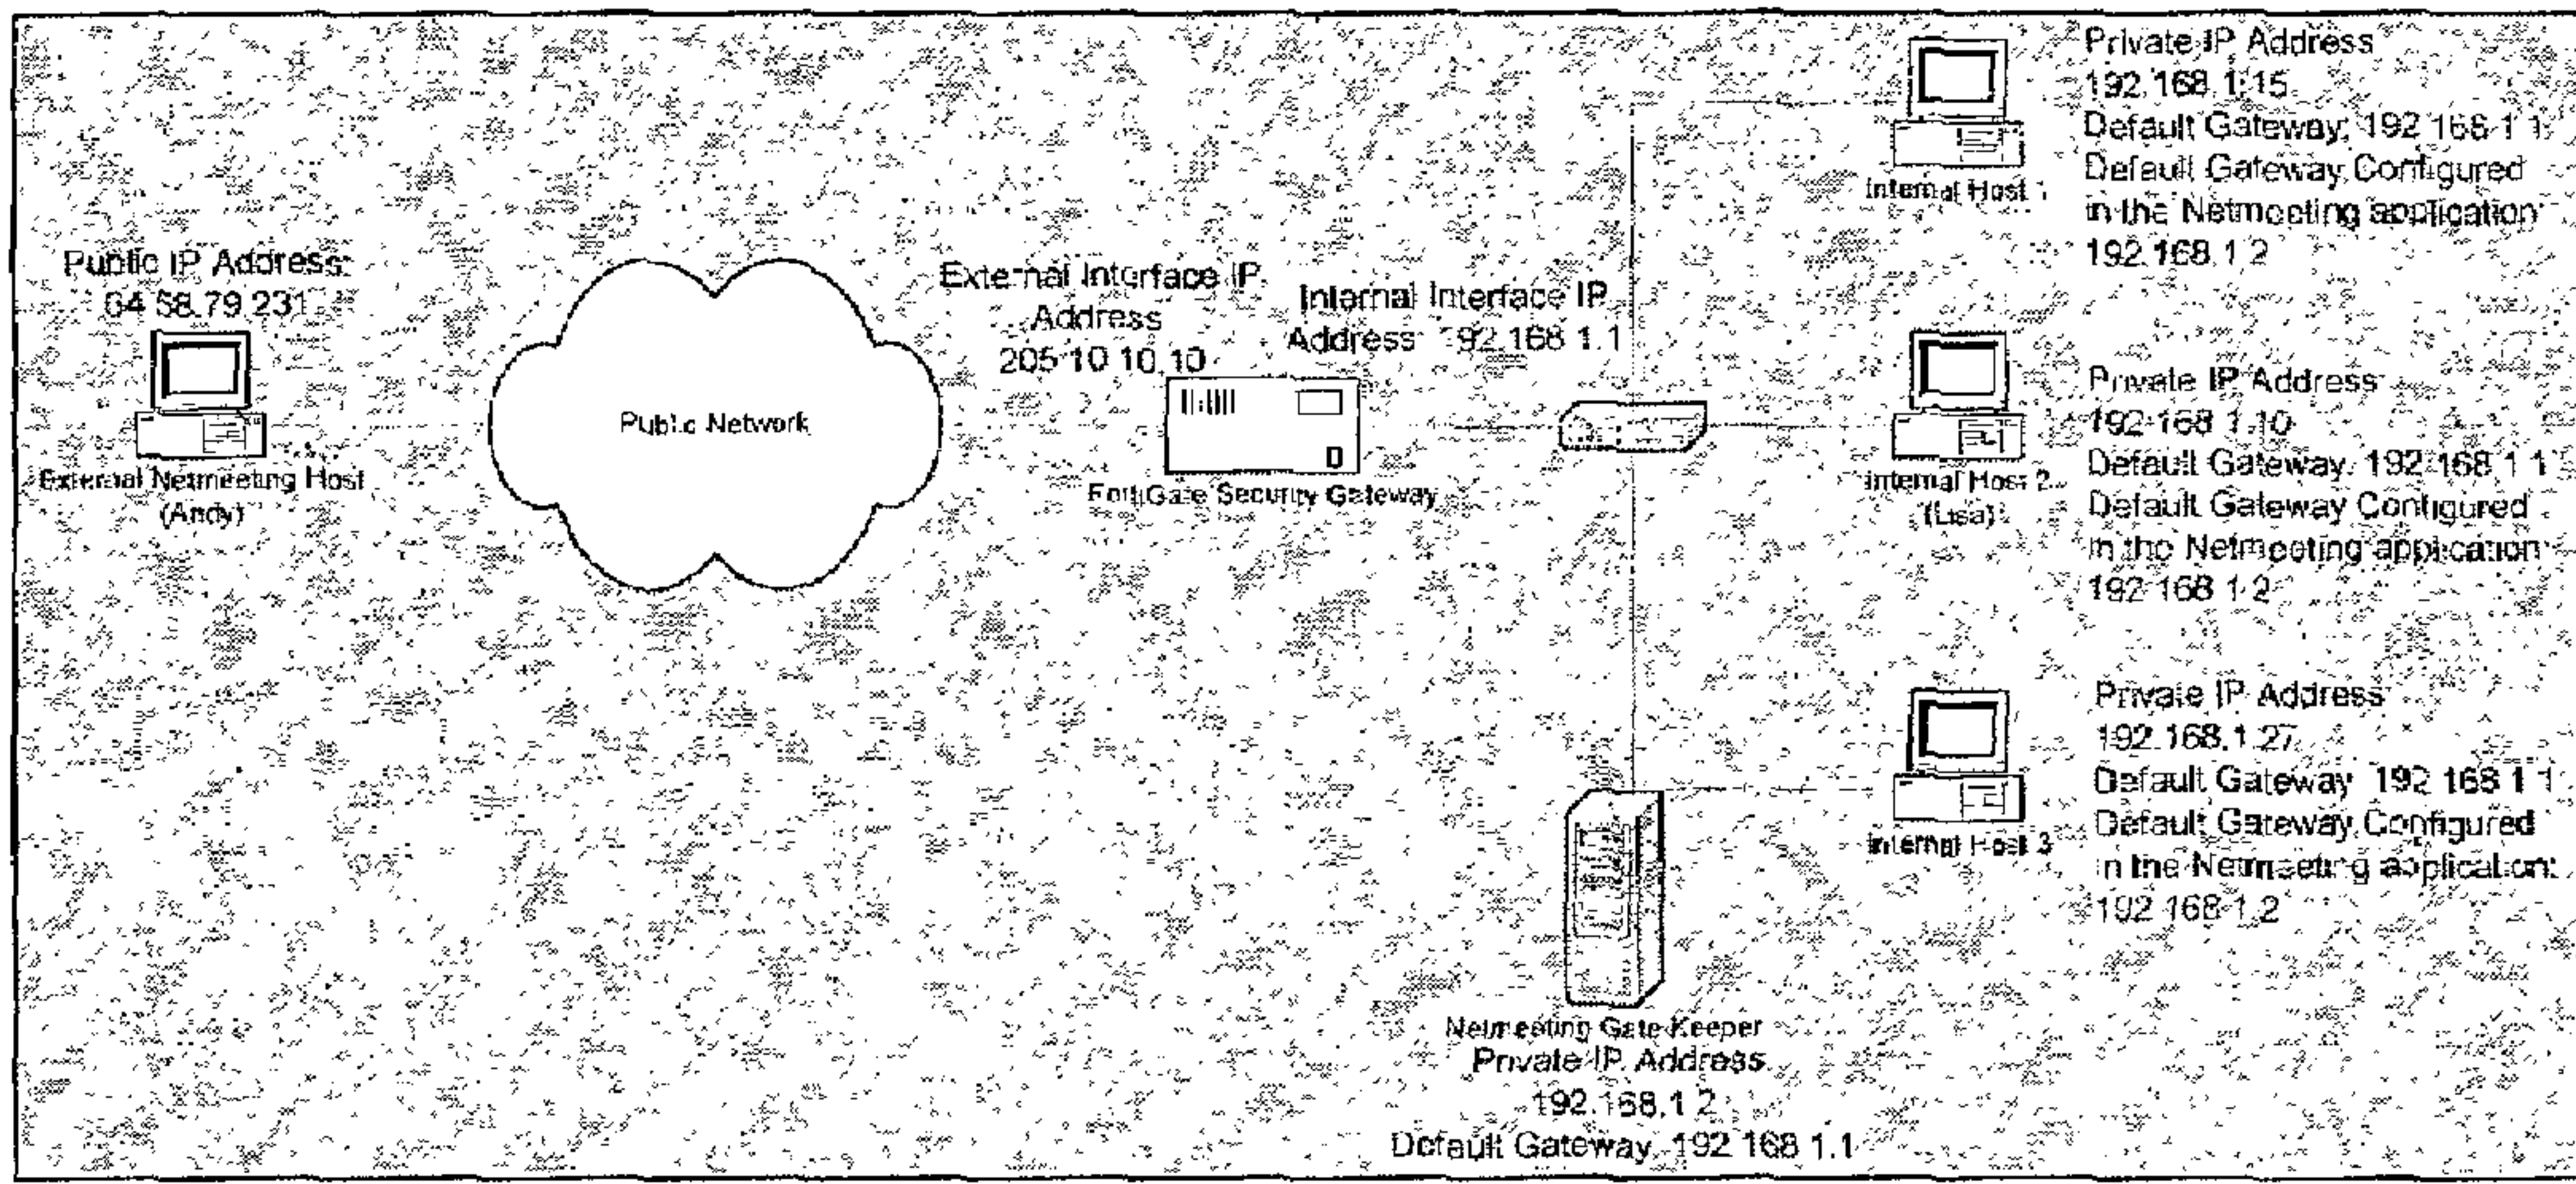 Private IP Address
192.168.1.15
Default Gateway: 192 168 1 1
Default Gateway Configured
in the Netmeeting application
192.168.1 2
Internal Host 1
Public IP Address:
64 58.79 231
External Netmeeting Host
(Andy)
Public Network
External Interface IP
Address
205 10 10.10
Internal Interface IP
Address 192.168 1.1
FortiGate Security Gateway
Private IP Address
192 168 1.10
Default Gateway. 192 168 1 1
Default Gateway Configured
in the Netmeeting application
192 168 1 2
Internal Host 2
(Lisa)
Private IP Address
192.168.1 27
Default Gateway 192 168 1 1
Default Gateway Configured
in the Netmeeting application:
192 168 1.2
Internal Host 3
Netmeeting Gate Keeper
Private IP Address
192.168.1 2
Default Gateway. 192 168 1.1